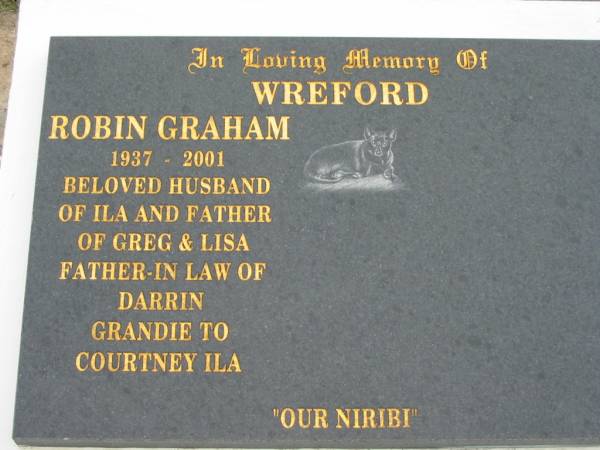 In Loving Memory Of
WREFORD
ROBIN GRAHAM
1937 - 2001
BELOVED HUSBAND
OF ILA AND FATHER
OF GREG & LISA
FATHER-IN LAW OF
DARRIN
GRANDIE TO
COURTNEY ILA
"OUR NIRIBI"